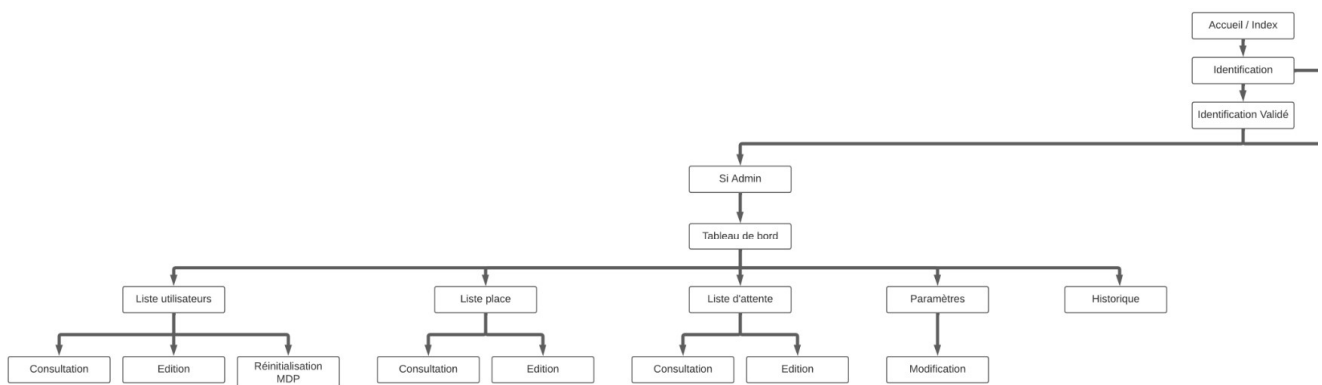 Accueil / Index
Identification
Identification Validé
Si Admin
Tableau de bord
Liste utilisateurs
Liste place
Liste d'attente
Paramètres
Historique
Consultation
Edition
Réinitialisation
MDP
Consultation
Edition
Consultation
Edition
Modification